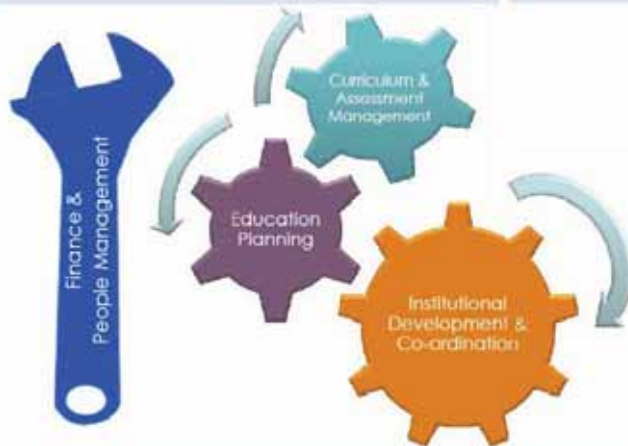 Finance &
People Management
Curriculum &
Assessment
Management
Education
Planning
Institutional
Development &
Co-ordination